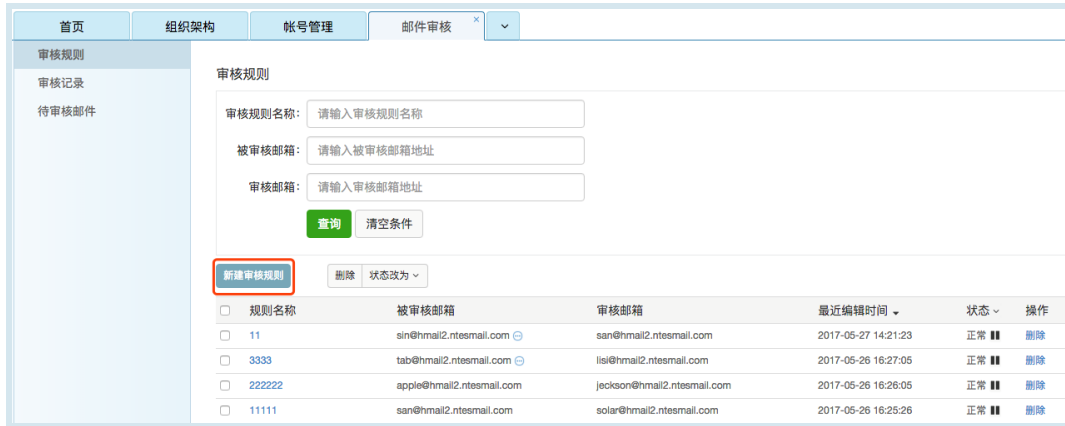 首页 组织架构 帐号管理 邮件审核
审核规则
审核记录
待审核邮件
审核规则
审核规则名称： 请输入审核规则名称
被审核邮箱： 请输入被审核邮箱地址
审核邮箱： 请输入审核邮箱地址
查询 清空条件
新建审核规则 删除 状态改为
规则名称 被审核邮箱 审核邮箱 最近编辑时间 状态 操作
11 sin@hmail2.ntesmail.com san@hmail2.ntesmail.com 2017-05-27 14:21:23 正常 删除
3333 tab@hmail2.ntesmail.com lisi@hmail2.ntesmail.com 2017-05-26 16:27:05 正常 删除
222222 apple@hmail2.ntesmail.com jeckson@hmail2.ntesmail.com 2017-05-26 16:26:05 正常 删除
11111 san@hmail2.ntesmail.com solar@hmail2.ntesmail.com 2017-05-26 16:25:26 正常 删除